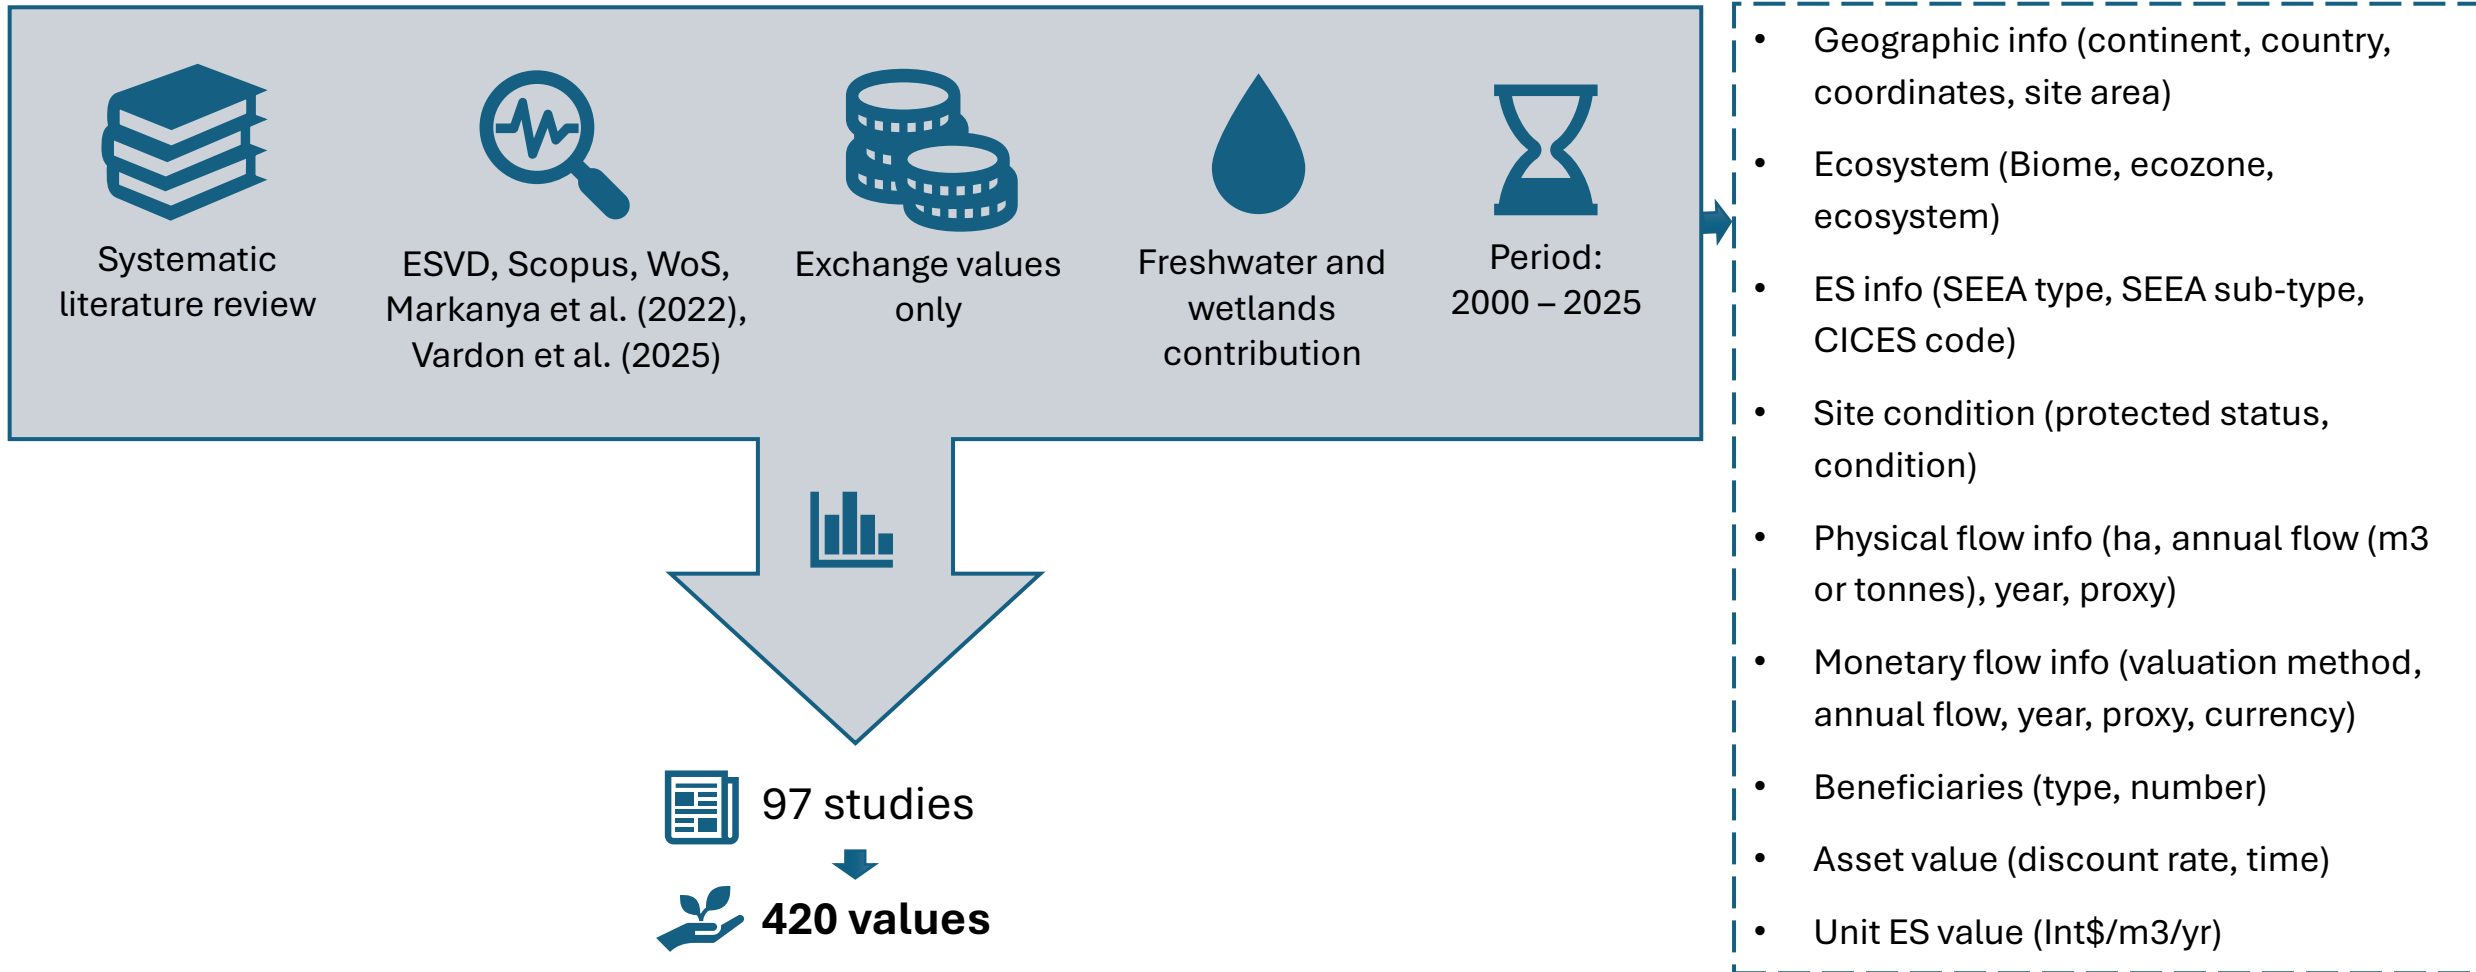 Systematic
literature review
ESVD, Scopus, WoS,
Markanya et al. (2022),
Vardon et al. (2025)
Exchange values
only
Freshwater and
wetlands
contribution
Period:
2000 – 2025
97 studies
420 values
• Geographic info (continent, country,
coordinates, site area)
• Ecosystem (Biome, ecozone,
ecosystem)
• ES info (SEEA type, SEEA sub-type,
CICES code)
• Site condition (protected status,
condition)
• Physical flow info (ha, annual flow (m3
or tonnes), year, proxy)
• Monetary flow info (valuation method,
annual flow, year, proxy, currency)
• Beneficiaries (type, number)
• Asset value (discount rate, time)
• Unit ES value (Int$/m3/yr)